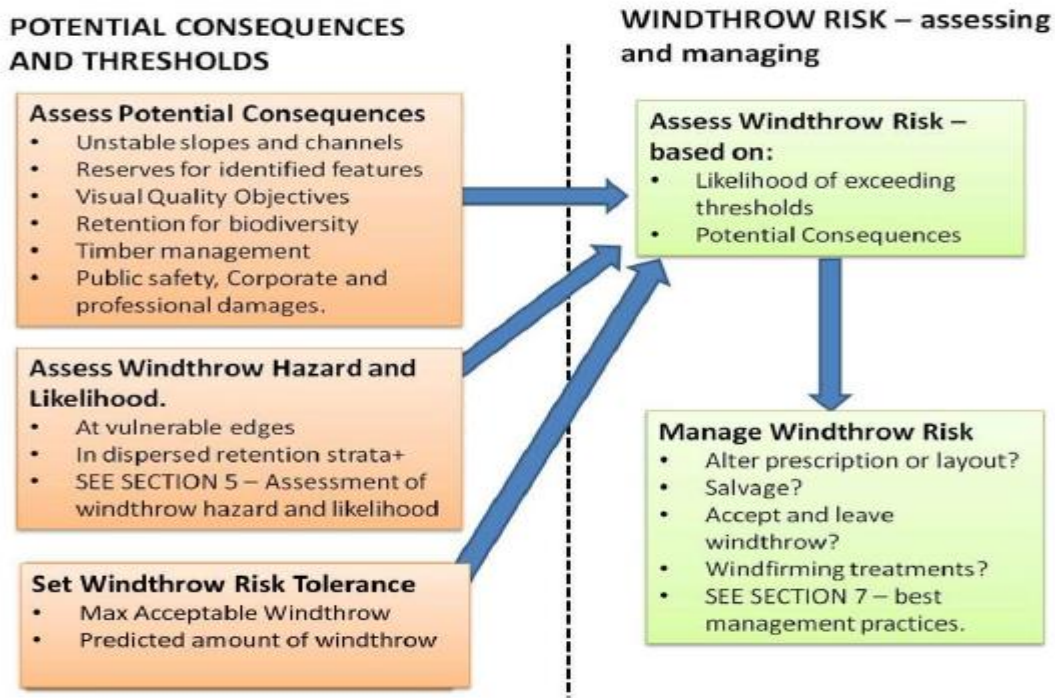 POTENTIAL CONSEQUENCES
AND THRESHOLDS
Assess Potential Consequences
• Unstable slopes and channels
• Reserves for identified features
• Visual Quality Objectives
• Retention for biodiversity
• Timber management
• Public safety, Corporate and
professional damages.
Assess Windthrow Hazard and
Likelihood.
• At vulnerable edges
• In dispersed retention strata+
• SEE SECTION 5 – Assessment of
windthrow hazard and likelihood
Set Windthrow Risk Tolerance
• Max Acceptable Windthrow
• Predicted amount of windthrow
WINDTHROW RISK – assessing
and managing
Assess Windthrow Risk –
based on:
• Likelihood of exceeding
thresholds
• Potential Consequences
Manage Windthrow Risk
• Alter prescription or layout?
• Salvage?
• Accept and leave
windthrow?
• Windfirming treatments?
• SEE SECTION 7 – best
management practices.